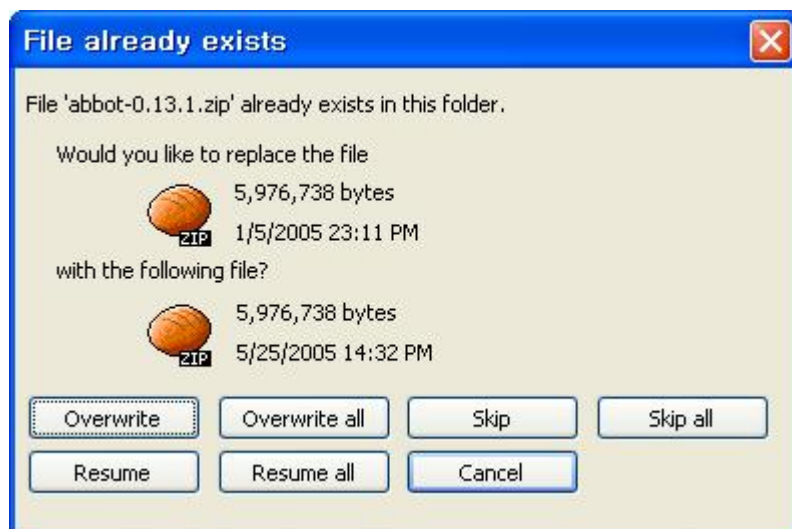 File already exists
File 'abbot-0.13.1.zip' already exists in this folder.
Would you like to replace the file
5,976,738 bytes
ZIP
1/5/2005 23:11 PM
with the following file?
5,976,738 bytes
ZIP
5/25/2005 14:32 PM
Overwrite Overwrite all Skip Skip all
Resume Resume all Cancel